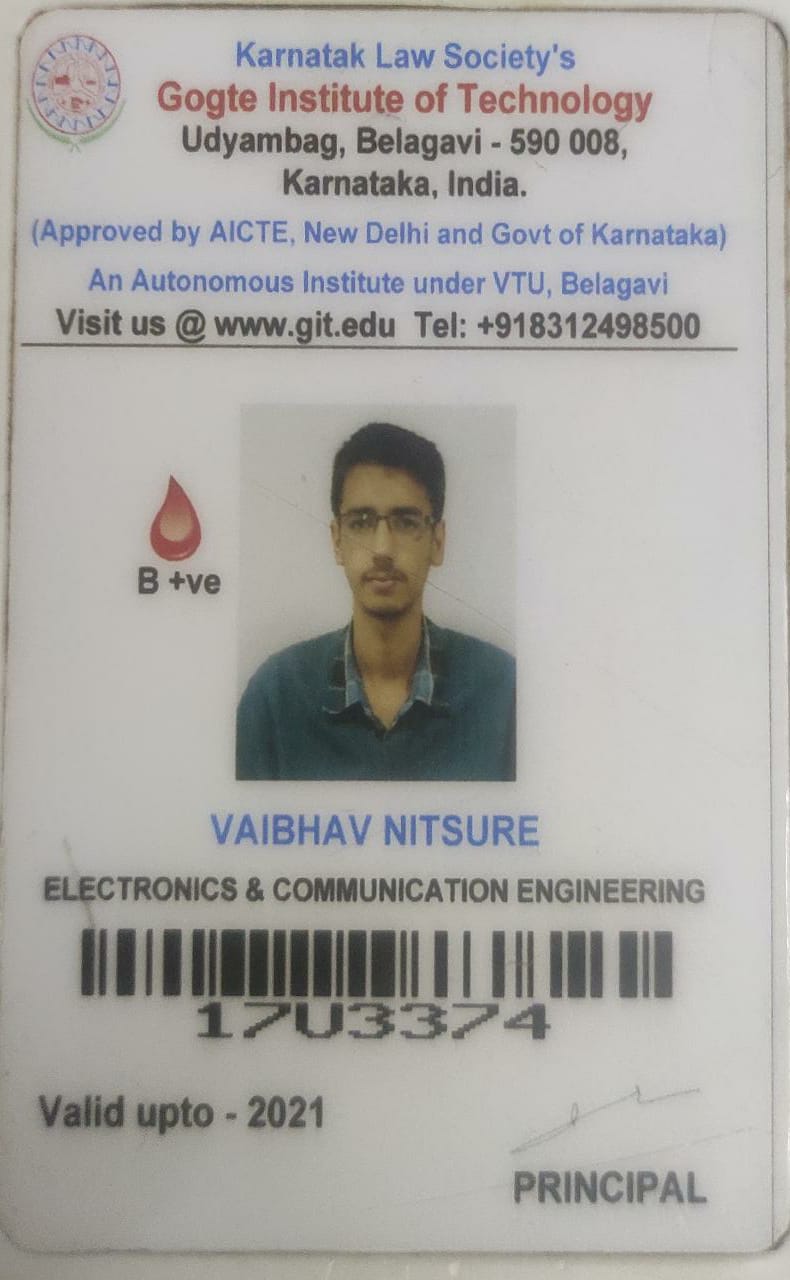 Karnatak Law Society's
Gogte Institute of Technology
Udyambag, Belagavi - 590 008,
Karnataka, India.
(Approved by AICTE, New Delhi and Govt of Karnataka)
An Autonomous Institute under VTU, Belagavi
Visit us @ www.git.edu Tel: +918312498500
B +ve
VAIBHAV NITSURE
ELECTRONICS & COMMUNICATION ENGINEERING
17U3374
Valid upto - 2021
PRINCIPAL